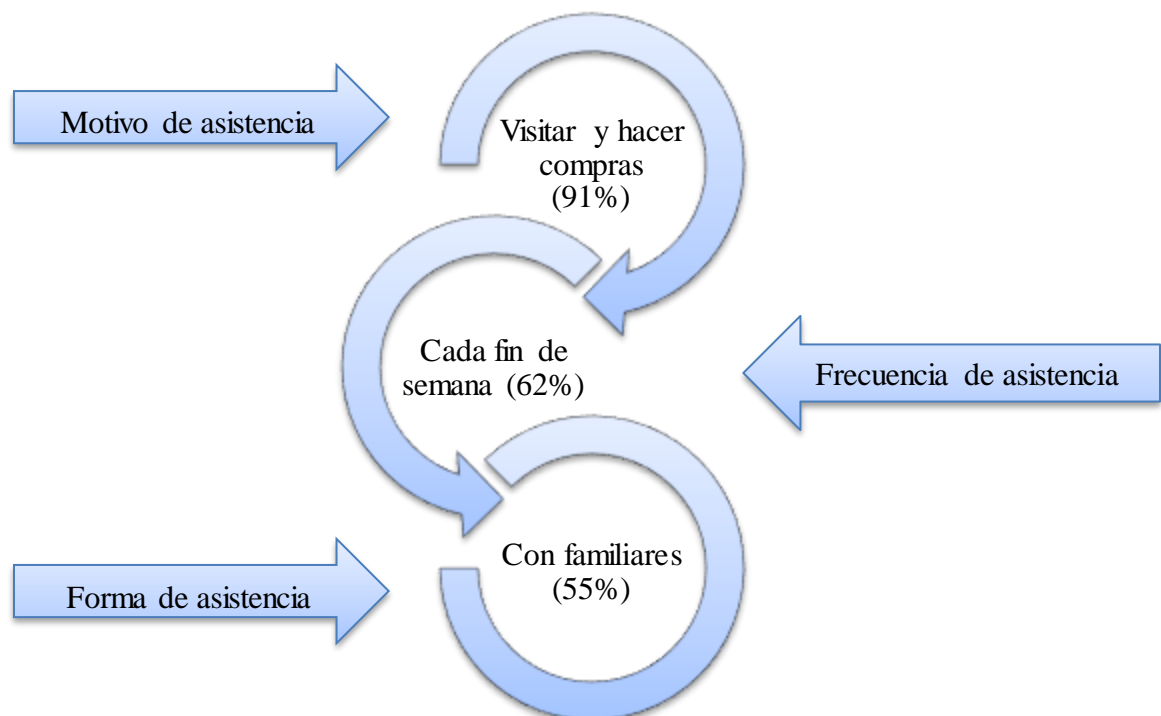 Motivo de asistencia
Visitar y hacer
compras
(91%)
Cada fin de
semana (62%)
Frecuencia de asistencia
Con familiares
(55%)
Forma de asistencia